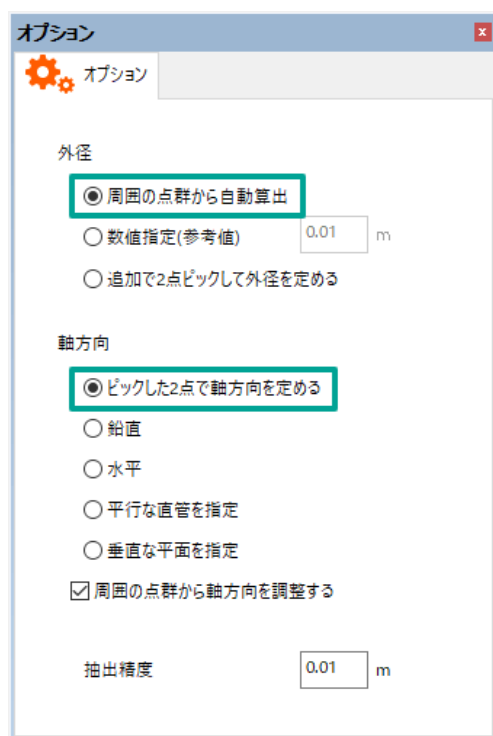 オプション
オプション
外径
周囲の点群から自動算出
数値指定(参考値) 0.01 m
追加で2点ピックして外径を定める
軸方向
ピックした2点で軸方向を定める
鉛直
水平
平行な直管を指定
垂直な平面を指定
周囲の点群から軸方向を調整する
抽出精度 0.01 m